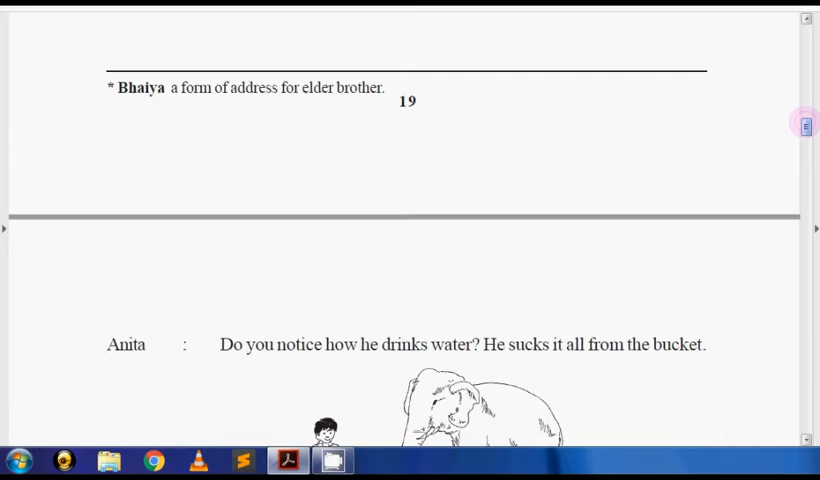 * Bhaiya a form of address for elder brother.
19
Anita : Do you notice how he drinks water? He sucks it all from the bucket.